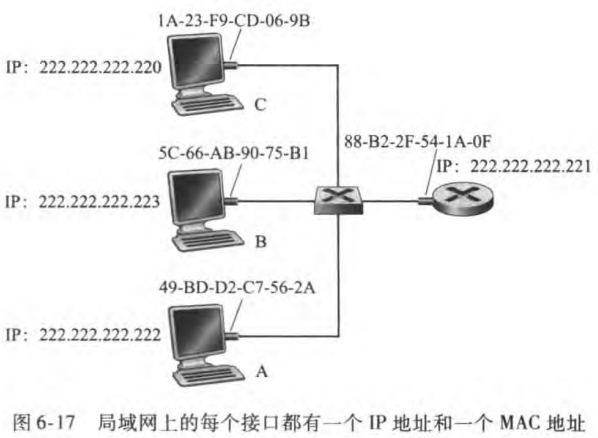 1A-23-F9-CD-06-9B
IP: 222.222.222.220
C
88-B2-2F-54-1A-0F
IP: 222.222.222.221
5C-66-AB-90-75-B1
IP: 222.222.222.223
B
49-BD-D2-C7-56-2A
IP: 222.222.222.222
A
图 6-17 局域网上的每个接口都有一个 IP 地址和一个 MAC 地址